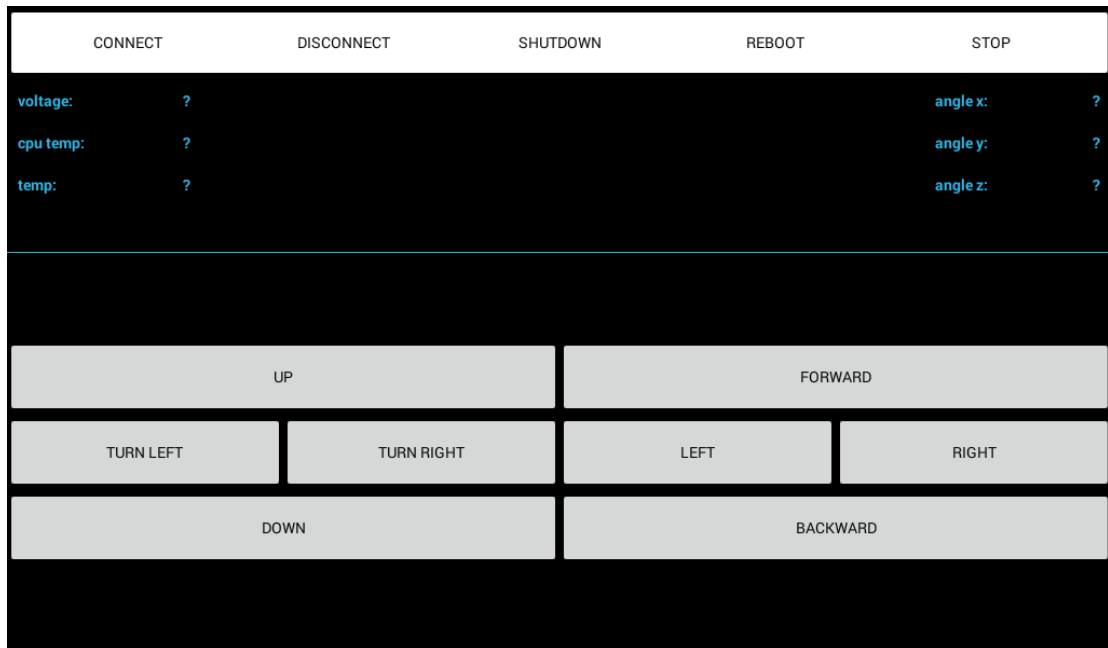 CONNECT DISCONNECT SHUTDOWN REBOOT STOP
voltage: ? angle x: ?
cpu temp: ? angle y: ?
temp: ? angle z: ?
UP FORWARD
TURN LEFT TURN RIGHT LEFT RIGHT
DOWN BACKWARD